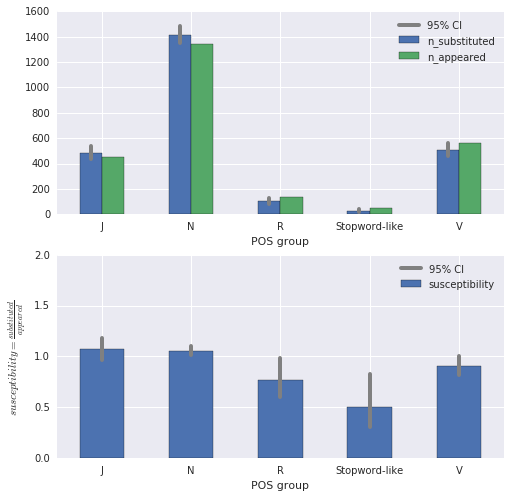 1600
1400
1200
1000
800
600
400
200
0
95% CI
n_substituted
n_appeared
J N R Stopword-like V
POS group
2.0
1.5
1.0
0.5
0.0
susceptibility = substituted / appeared
95% CI
susceptibility
J N R Stopword-like V
POS group